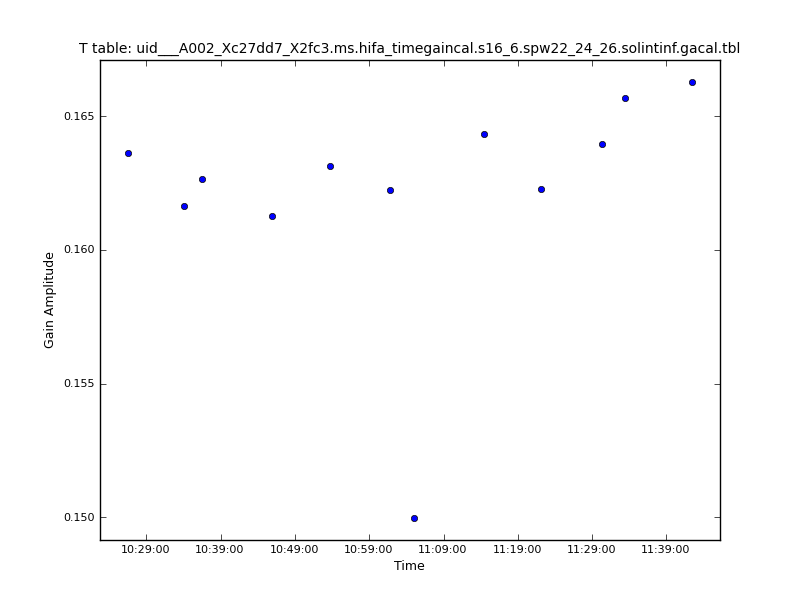 T table: uid___A002_Xc27dd7_X2fc3.ms.hifa_timegaincal.s16_6.spw22_24_26.solintinf.gacal.tbl
0.165
0.160
0.155
0.150
Gain Amplitude
10:29:00 10:39:00 10:49:00 10:59:00 11:09:00 11:19:00 11:29:00 11:39:00
Time